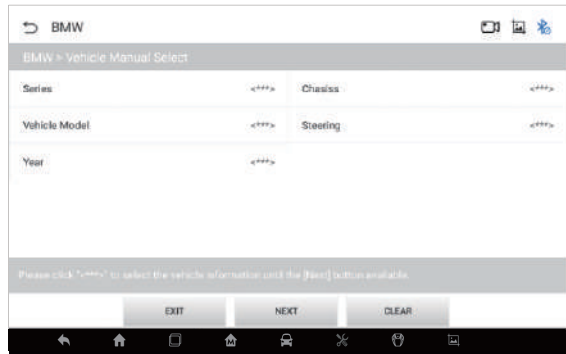 BMW
BMW > Vehicle Manual Select
Series <***> Chasiss <***>
Vehicle Model <***> Steering <***>
Year <***>
Please click "<***>" to select the vehicle information until the [Next] button available.
EXIT NEXT CLEAR